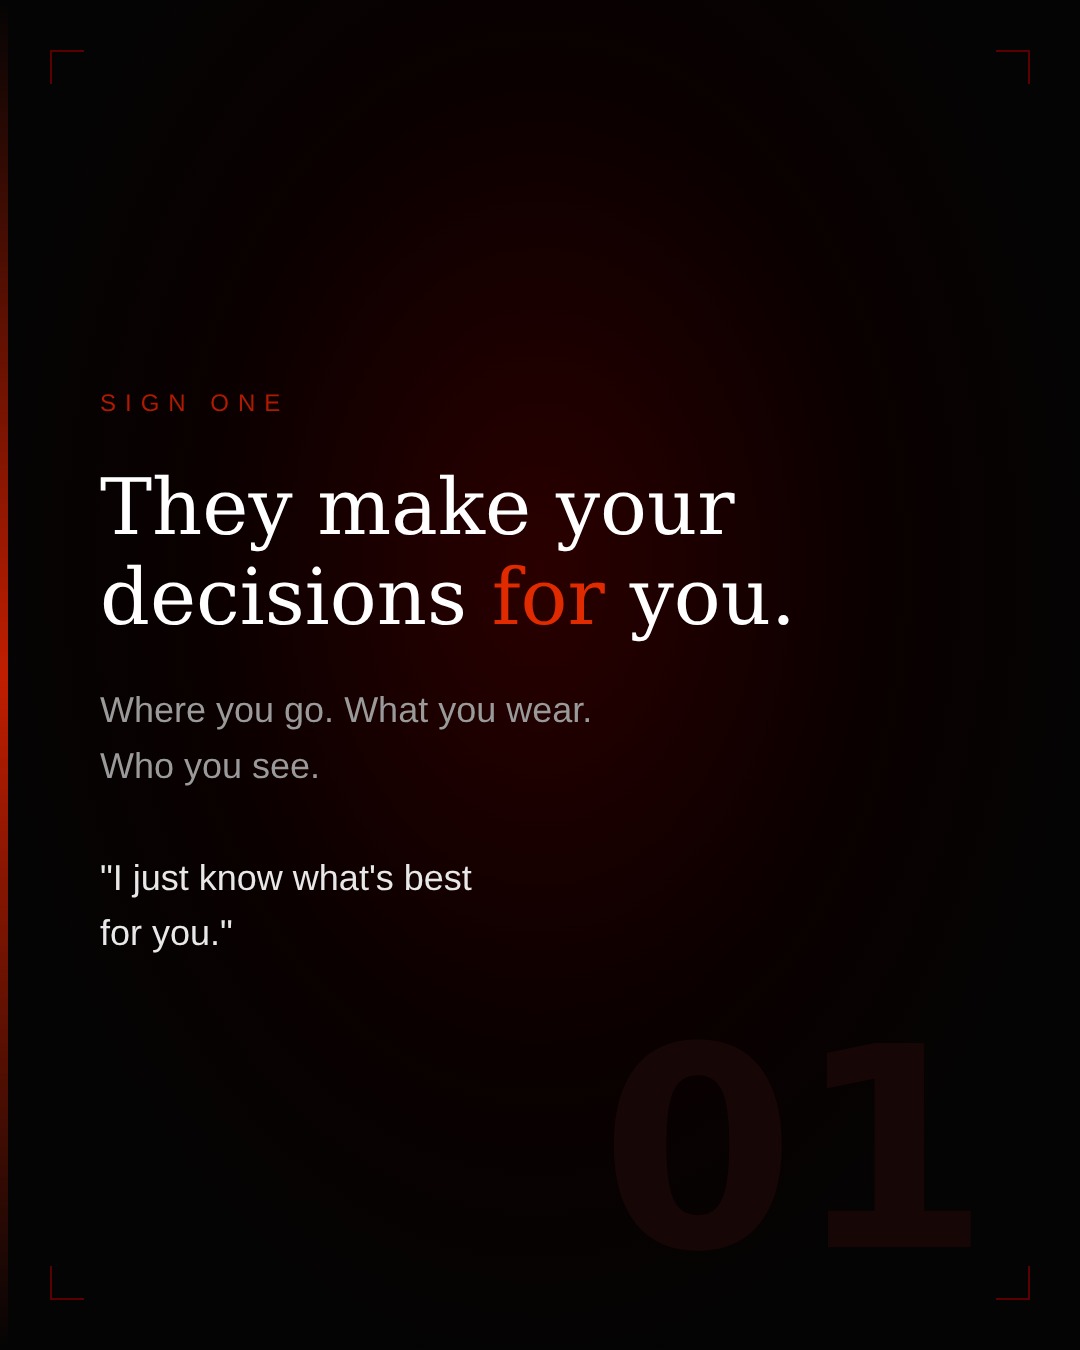 SIGN ONE
They make your
decisions for you.
Where you go. What you wear.
Who you see.
"I just know what's best
for you."
01